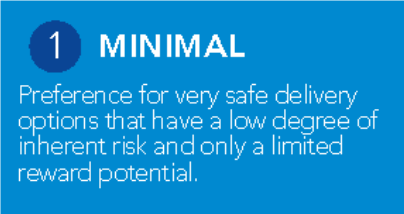 1 MINIMAL
Preference for very safe delivery
options that have a low degree of
inherent risk and only a limited
reward potential.